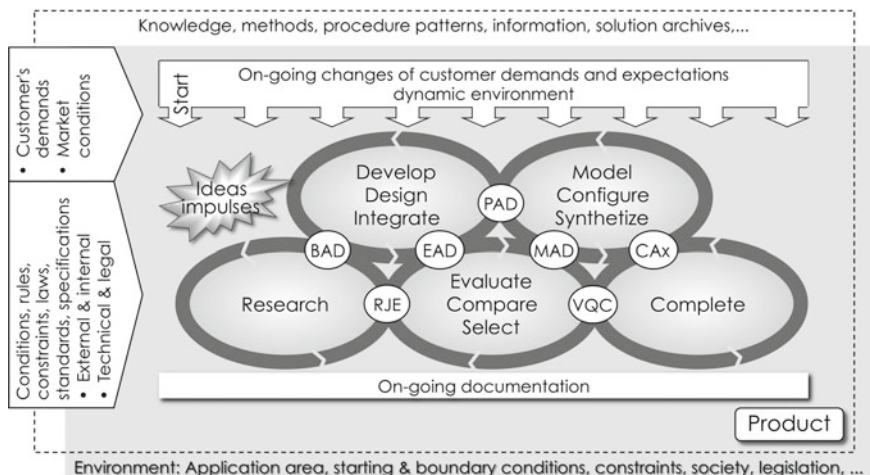 Knowledge, methods, procedure patterns, information, solution archives,...
• Customer's
demands
• Market
conditions
Conditions, rules,
constraints, laws,
standards, specifications
• External & internal
• Technical & legal
Start
On-going changes of customer demands and expectations
dynamic environment
Ideas
impulses
Develop
Design
Integrate
PAD
Model
Configure
Synthetize
BAD
EAD
MAD
CAx
Research
RJE
Evaluate
Compare
Select
VQC
Complete
On-going documentation
Product
Environment: Application area, starting & boundary conditions, constraints, society, legislation, ...